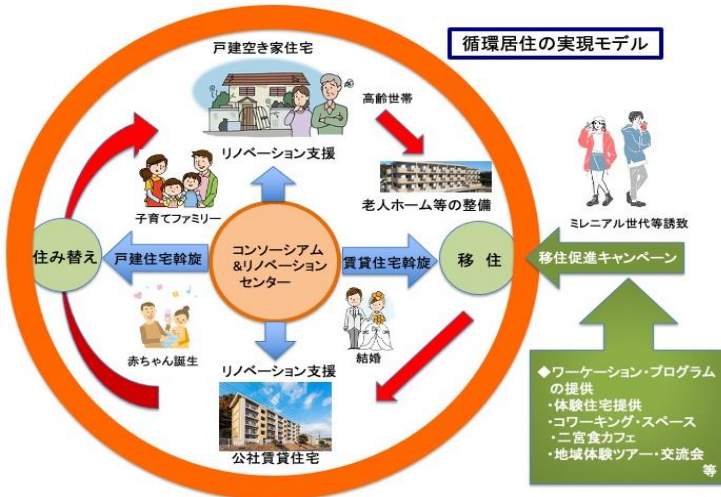 循環居住の実現モデル
戸建空き家住宅
高齢世帯
リノベーション支援
子育てファミリー
老人ホーム等の整備
ミレニアル世代等誘致
住み替え
戸建住宅斡旋
コンソーシアム
&リノベーション
センター
賃貸住宅斡旋
移 住
移住促進キャンペーン
赤ちゃん誕生
リノベーション支援
結婚
公社賃貸住宅
◆ワーケーション・プログラム
の提供
・体験住宅提供
・コワーキング・スペース
・二宮食カフェ
・地域体験ツアー・交流会
等